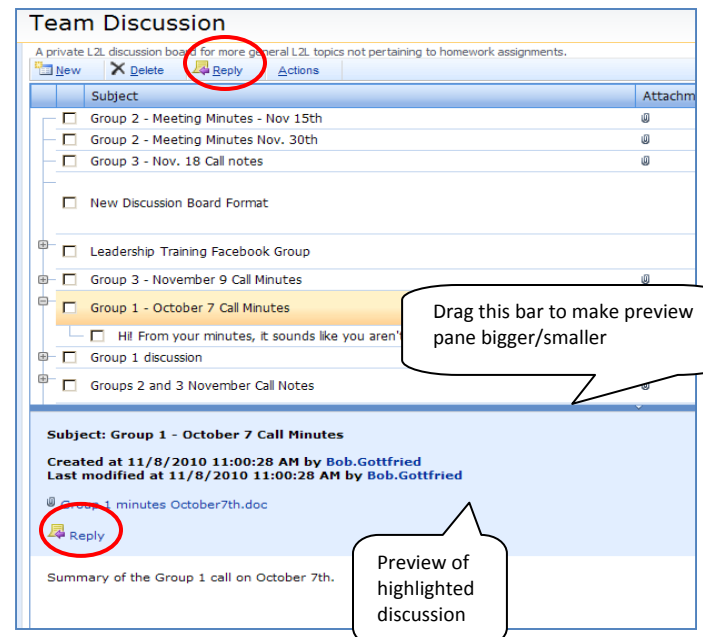 Team Discussion
A private L2L discussion board for more general L2L topics not pertaining to homework assignments.
New Delete Reply Actions
Subject Attachm
Group 2 - Meeting Minutes - Nov 15th
Group 2 - Meeting Minutes Nov. 30th
Group 3 - Nov. 18 Call notes
New Discussion Board Format
Leadership Training Facebook Group
Group 3 - November 9 Call Minutes
Group 1 - October 7 Call Minutes
Hi! From your minutes, it sounds like you aren't
Group 1 discussion
Groups 2 and 3 November Call Notes
Drag this bar to make preview
pane bigger/smaller
Subject: Group 1 - October 7 Call Minutes
Created at 11/8/2010 11:00:28 AM by Bob.Gottfried
Last modified at 11/8/2010 11:00:28 AM by Bob.Gottfried
Group 1 minutes October7th.doc
Reply
Summary of the Group 1 call on October 7th.
Preview of
highlighted
discussion